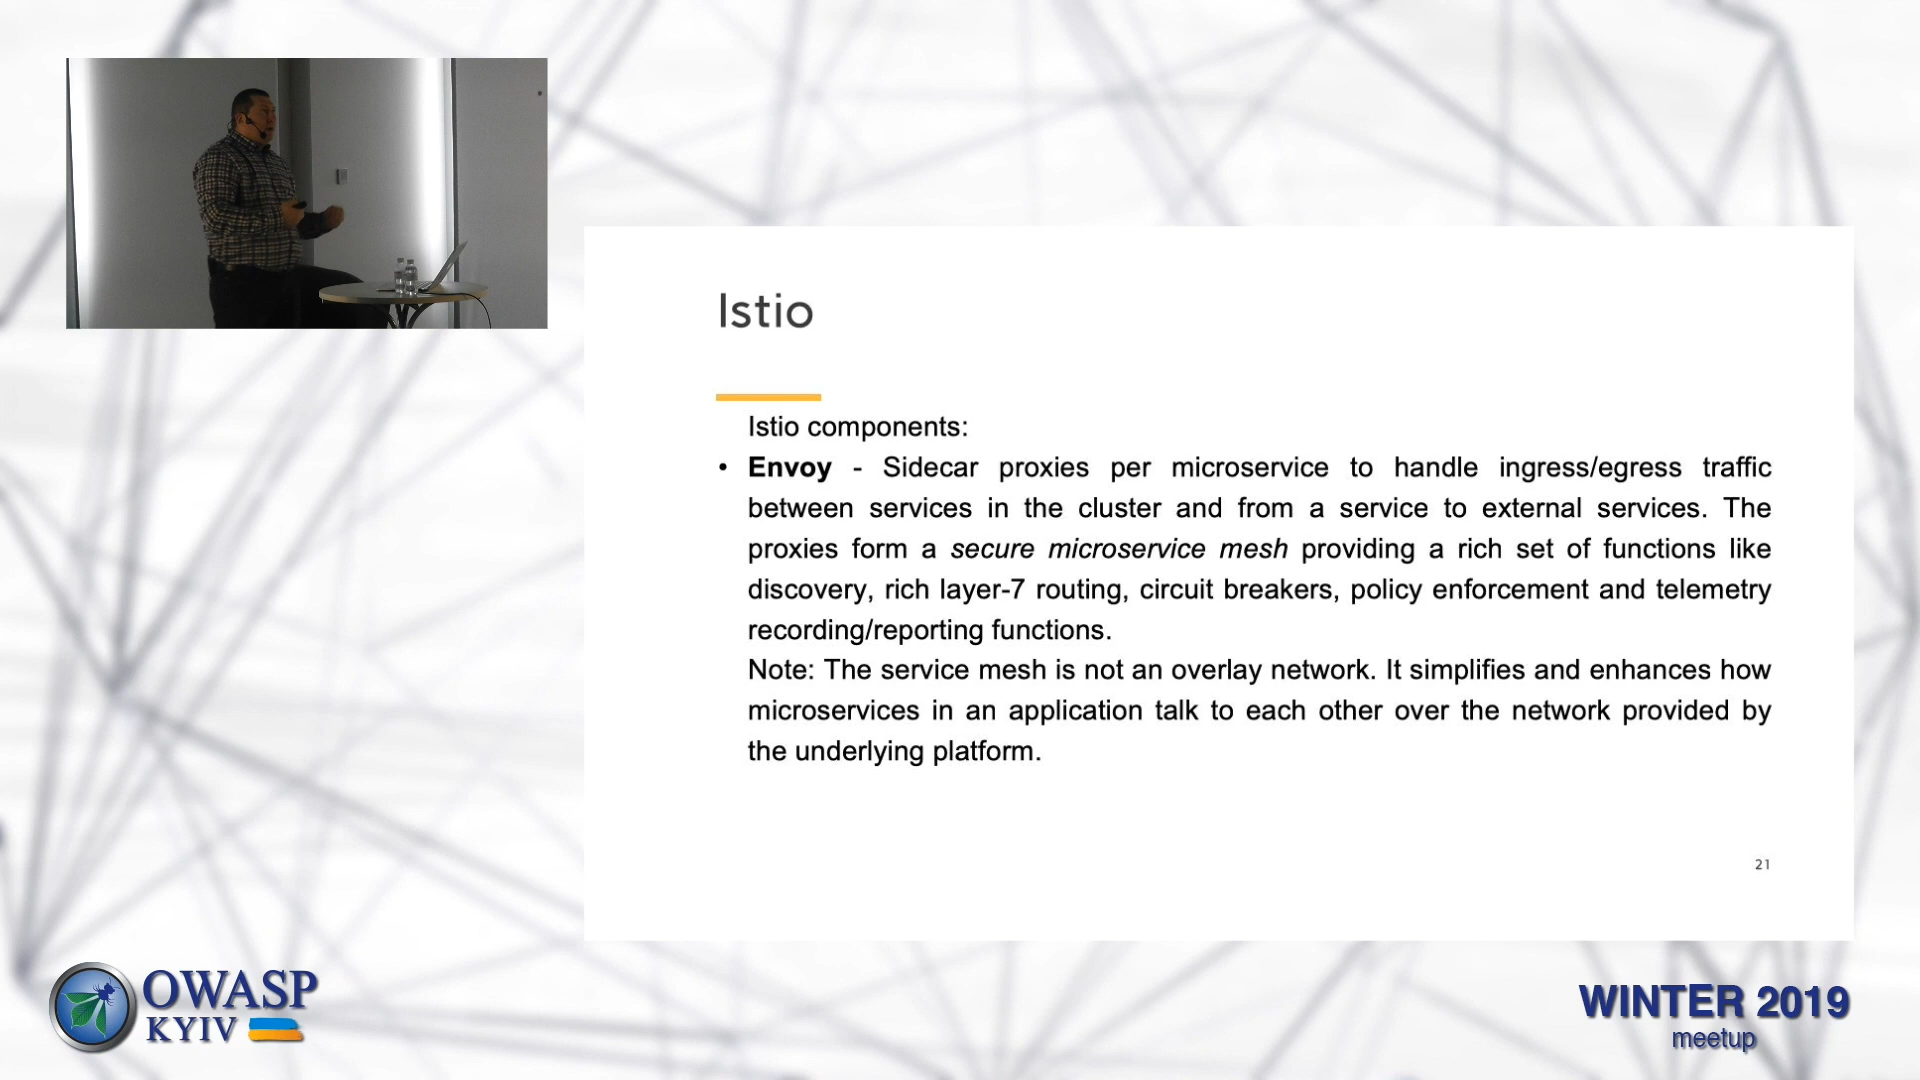 Istio
Istio components:
• Envoy - Sidecar proxies per microservice to handle ingress/egress traffic
between services in the cluster and from a service to external services. The
proxies form a secure microservice mesh providing a rich set of functions like
discovery, rich layer-7 routing, circuit breakers, policy enforcement and telemetry
recording/reporting functions.
Note: The service mesh is not an overlay network. It simplifies and enhances how
microservices in an application talk to each other over the network provided by
the underlying platform.
21
OWASP
KYIV
WINTER 2019
meetup